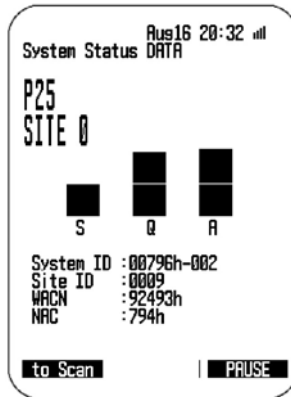 Aug16 20:32
System Status DATA
P25
SITE 0
S Q A
System ID :00796h-002
Site ID :0009
WACN :92493h
NAC :794h
to Scan | PAUSE